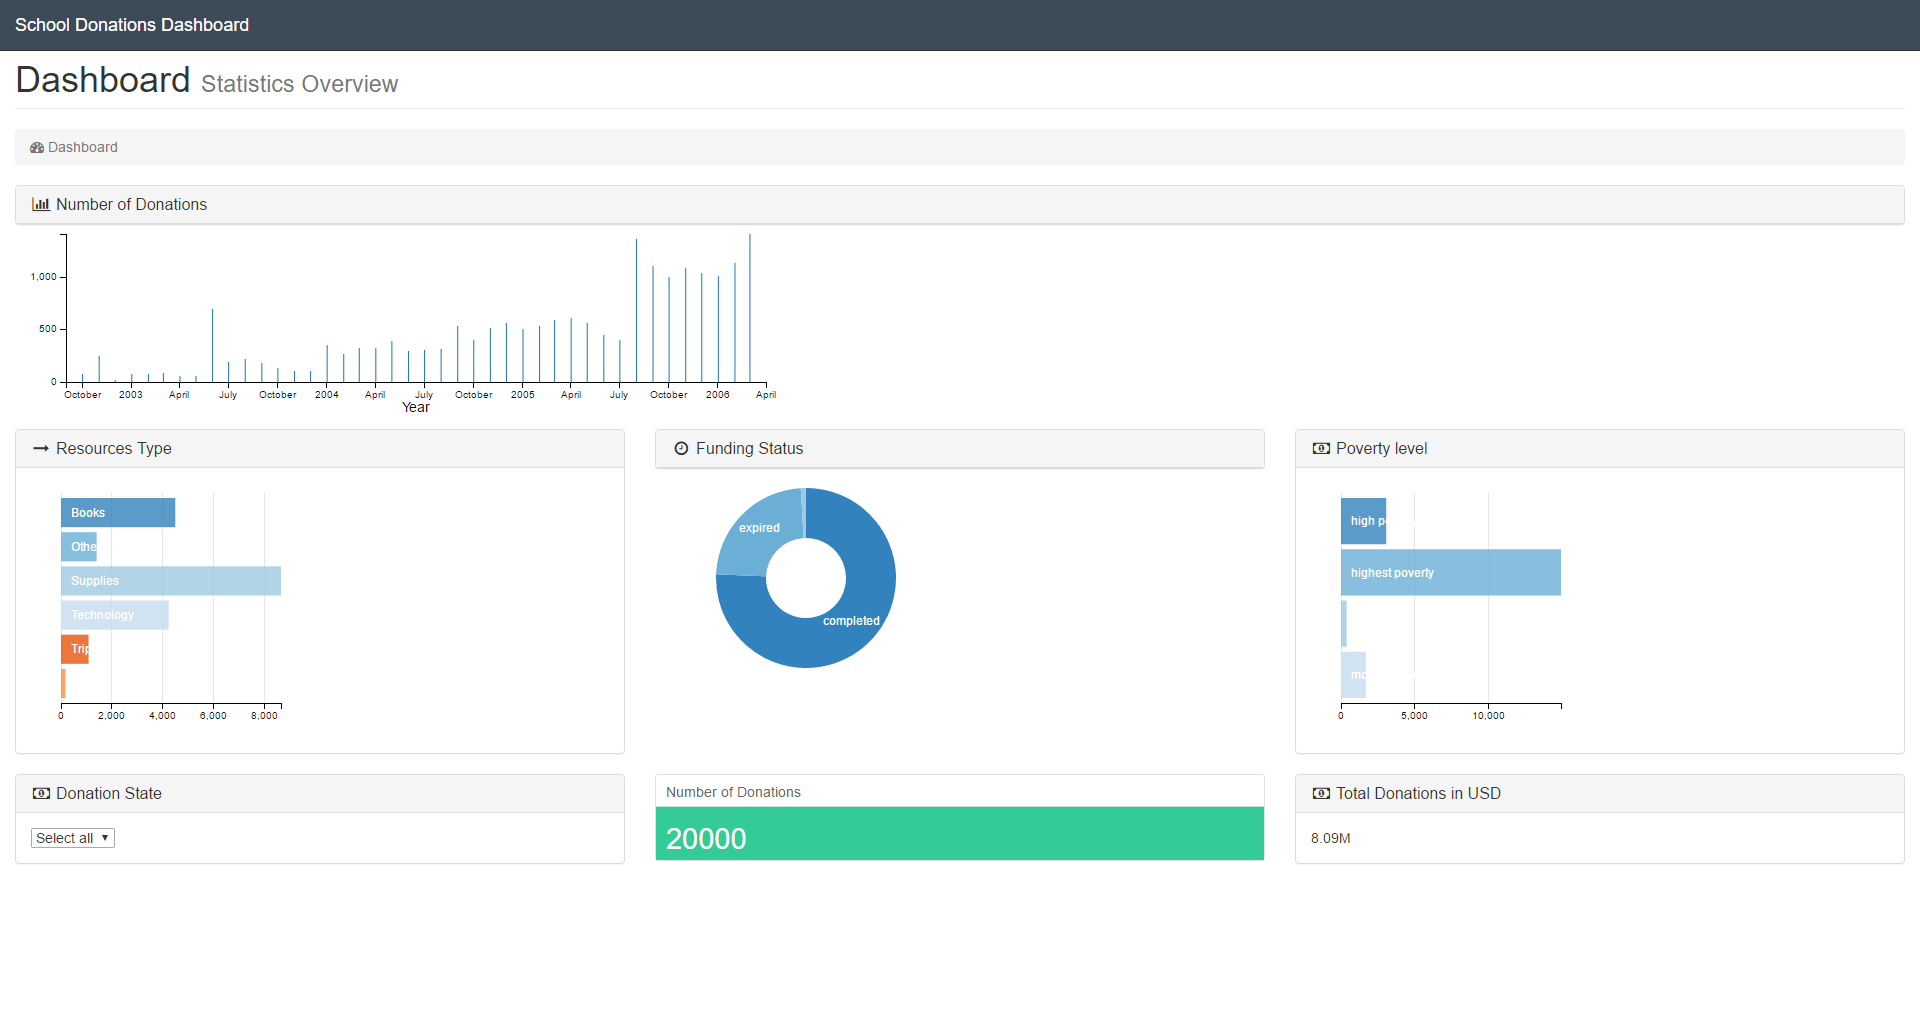 School Donations Dashboard
Dashboard Statistics Overview
Dashboard
Number of Donations
1,000
500
0
October 2003 April July October 2004 April July October 2005 April July October 2006 April
Year
Resources Type
Books
Othe
Supplies
Technology
Trip
0 2,000 4,000 6,000 8,000
Funding Status
expired
completed
Poverty level
high p
highest poverty
mo
0 5,000 10,000
Donation State
Select all
Number of Donations
20000
Total Donations in USD
8.09M